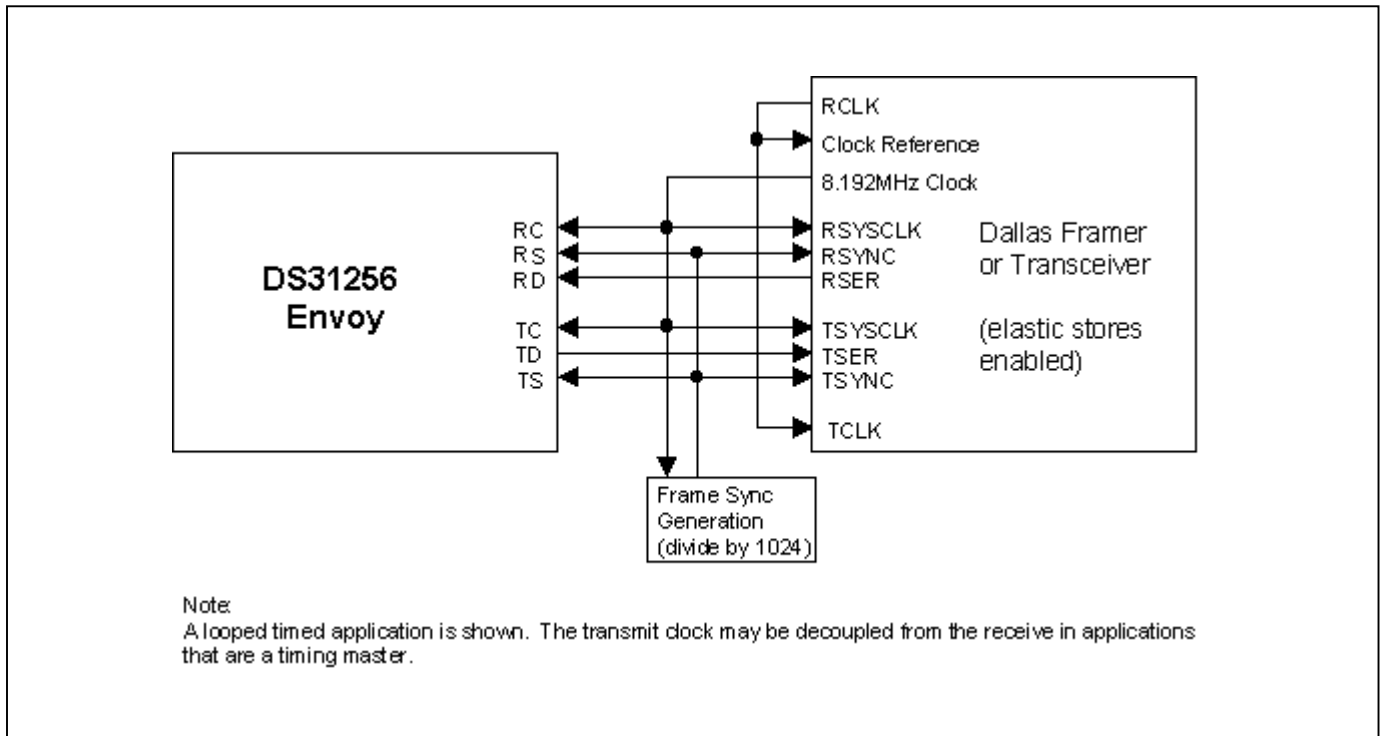 RCLK
Clock Reference
8.192MHz Clock
RC
RS
RD
RSYSCLK
RSYNC
RSER
Dallas Framer
or Transceiver
DS31256
Envoy
TC
TD
TS
TSYSCLK
TSER
TSYNC
(elastic stores
enabled)
TCLK
Frame Sync
Generation
(divide by 1024)
Note:
A looped timed application is shown. The transmit clock may be decoupled from the receive in applications
that are a timing master.